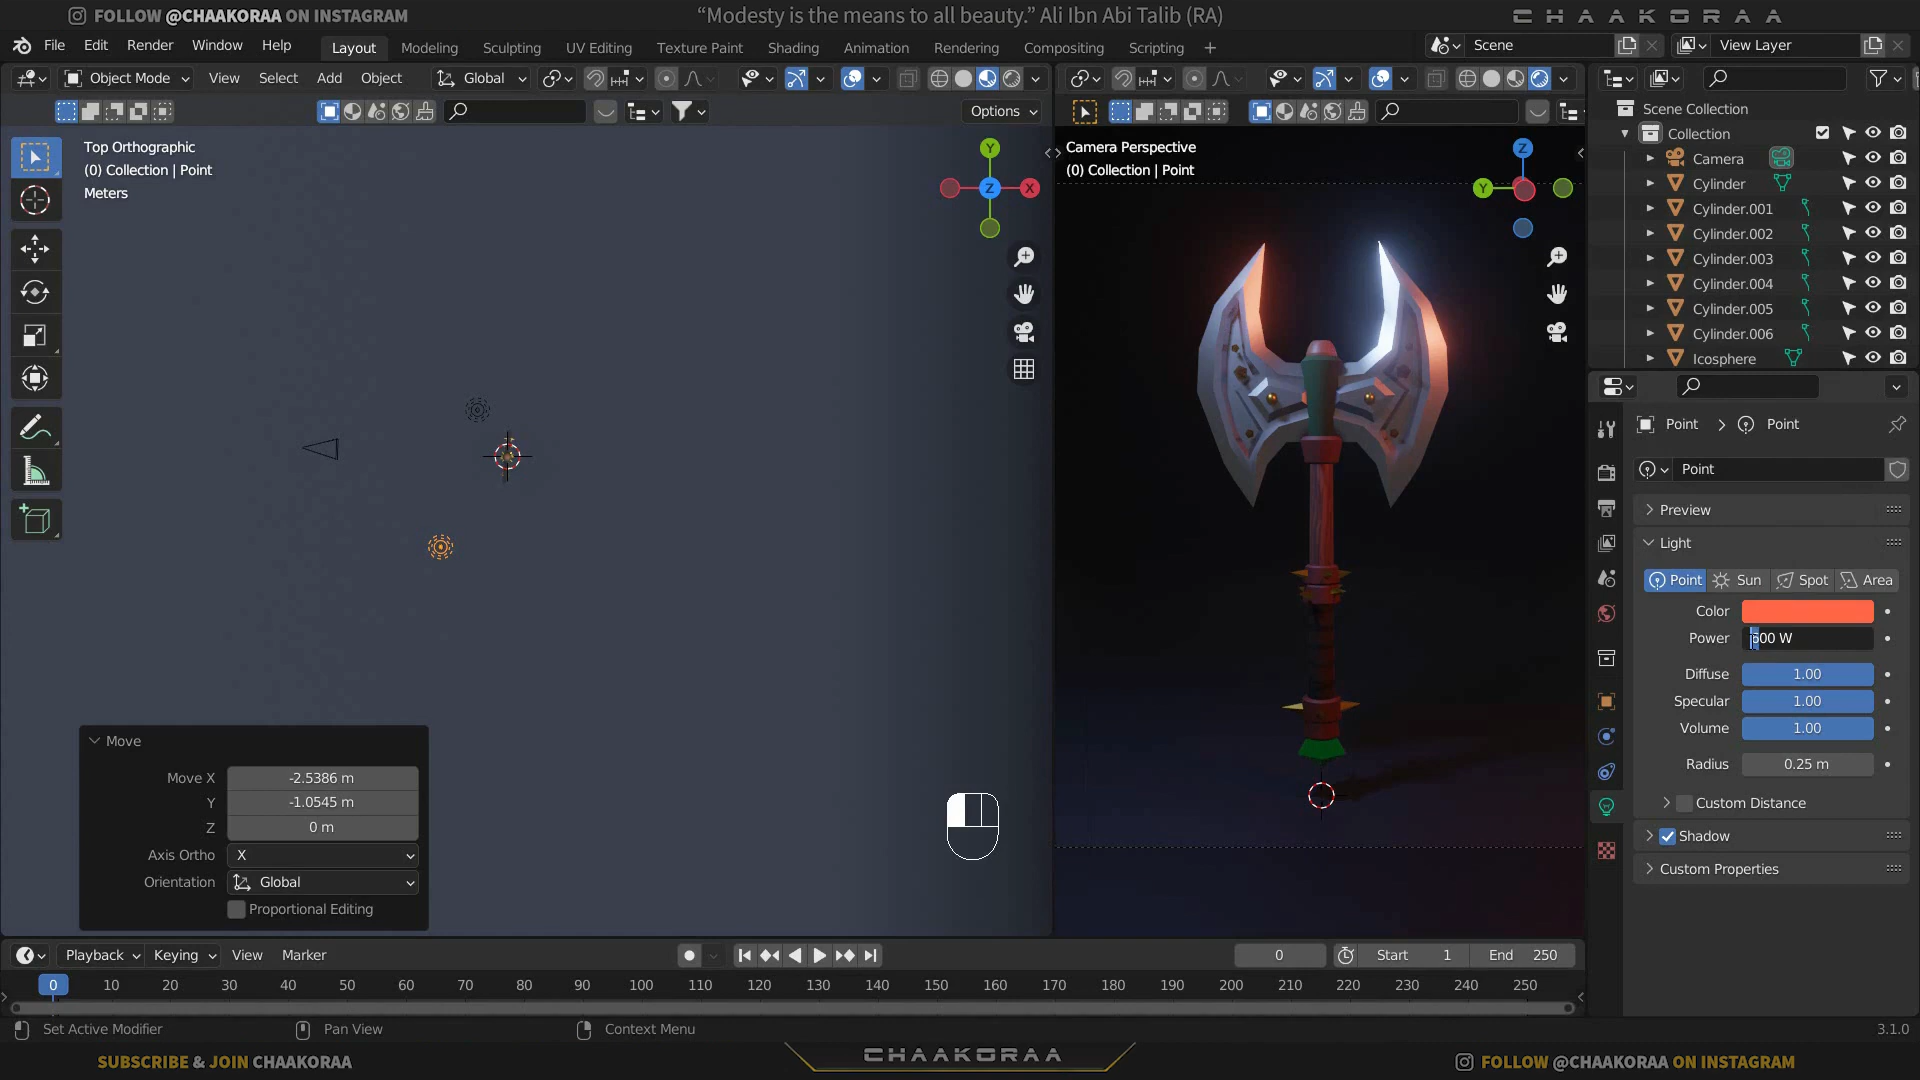 FOLLOW @CHAAKORAA ON INSTAGRAM
“Modesty is the means to all beauty.” Ali Ibn Abi Talib (RA)
CHAAKORAA
File Edit Render Window Help
Layout Modeling Sculpting UV Editing Texture Paint Shading Animation Rendering Compositing Scripting +
Scene
View Layer
Object Mode View Select Add Object Global
Options
Top Orthographic
(0) Collection | Point
Meters
Y
X
Z
Camera Perspective
(0) Collection | Point
Z
Y
Scene Collection
Collection
Camera
Cylinder
Cylinder.001
Cylinder.002
Cylinder.003
Cylinder.004
Cylinder.005
Cylinder.006
Icosphere
Point > Point
Point
Preview
Light
Point Sun Spot Area
Color
Power 500 W
Diffuse 1.00
Specular 1.00
Volume 1.00
Radius 0.25 m
Custom Distance
Shadow
Custom Properties
Move
Move X -2.5386 m
Y -1.0545 m
Z 0 m
Axis Ortho X
Orientation Global
Proportional Editing
Playback Keying View Marker
0
Start 1
End 250
0 10 20 30 40 50 60 70 80 90 100 110 120 130 140 150 160 170 180 190 200 210 220 230 240 250
Set Active Modifier
Pan View
Context Menu
3.1.0
SUBSCRIBE & JOIN CHAAKORAA
CHAAKORAA
FOLLOW @CHAAKORAA ON INSTAGRAM